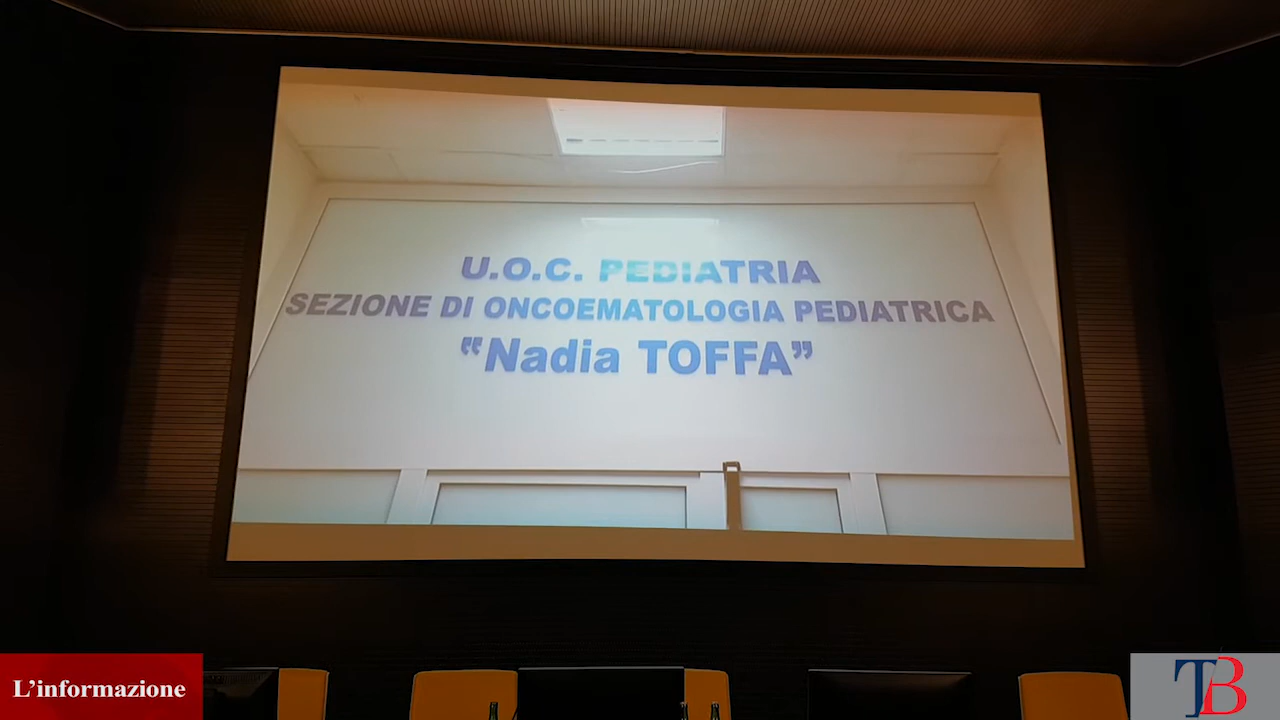 U.O.C. PEDIATRIA
SEZIONE DI ONCOEMATOLOGIA PEDIATRICA
"Nadia TOFFA"
L'informazione
TB